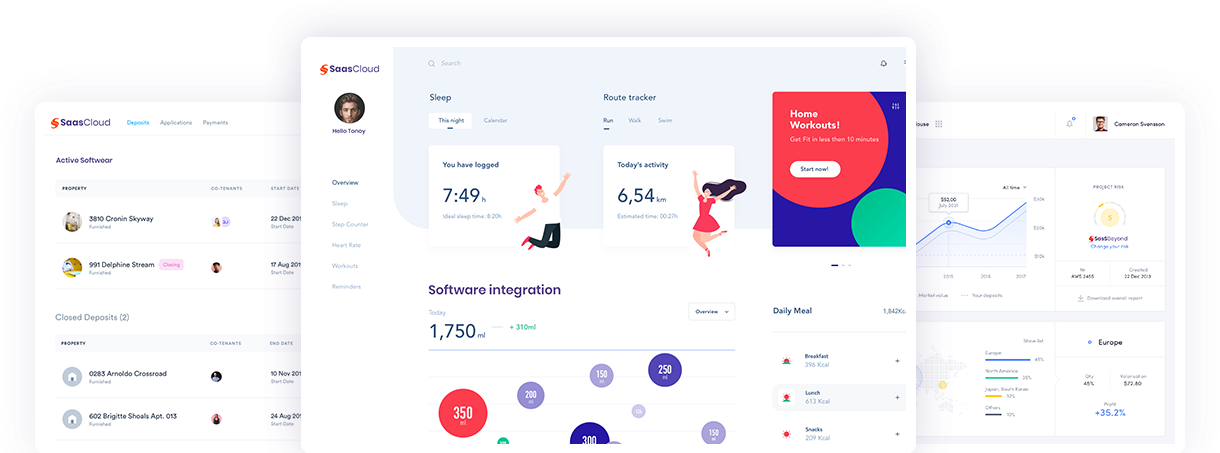 SaasCloud
Deposits
Applications
Payments
Active Softwear
PROPERTY
CO-TENANTS
START DATE
3810 Cronin Skyway
Furnished
22 Dec 201
Start Date
991 Delphine Stream
Closing
Furnished
17 Aug 201
Start Date
Closed Deposits (2)
PROPERTY
CO-TENANTS
END DATE
0283 Arnoldo Crossroad
Furnished
10 Nov 201
Start Date
602 Brigitte Shoals Apt. 013
Furnished
24 Aug 201
Start Date
SaasCloud
Hello Tonoy
Overview
Sleep
Step Counter
Heart Rate
Workouts
Reminders
Search
Sleep
This night
Calendar
You have logged
7:49 h
Ideal sleep time: 8:20h
Route tracker
Run
Walk
Swim
Today's activity
6,54 km
Estimated time: 00:27h
Home
Workouts!
Get Fit in less then 10 minutes
Start now!
Software integration
Today
1,750 ml
+ 310ml
Overview
350
ml
200
ml
150
ml
250
ml
300
150
ml
Daily Meal
1,842Kc
Breakfast
396 Kcal
+
Lunch
613 Kcal
+
Snacks
209 Kcal
+
Cameron Svensson
All time
$52,00
July 2021
$30k
$20k
$10k
2015
2016
2017
Market value
Your deposits
PROJECT RISK
S
SasSBeyond
Change your risk
Nr
AWS 2455
Created
22 Dec 2013
Download overall report
Show list
Europe
45%
North America
25%
Japan, South Korea
10%
Others
10%
Europe
Qty
45%
Valorisation
$72.80
Profit
+35.2%